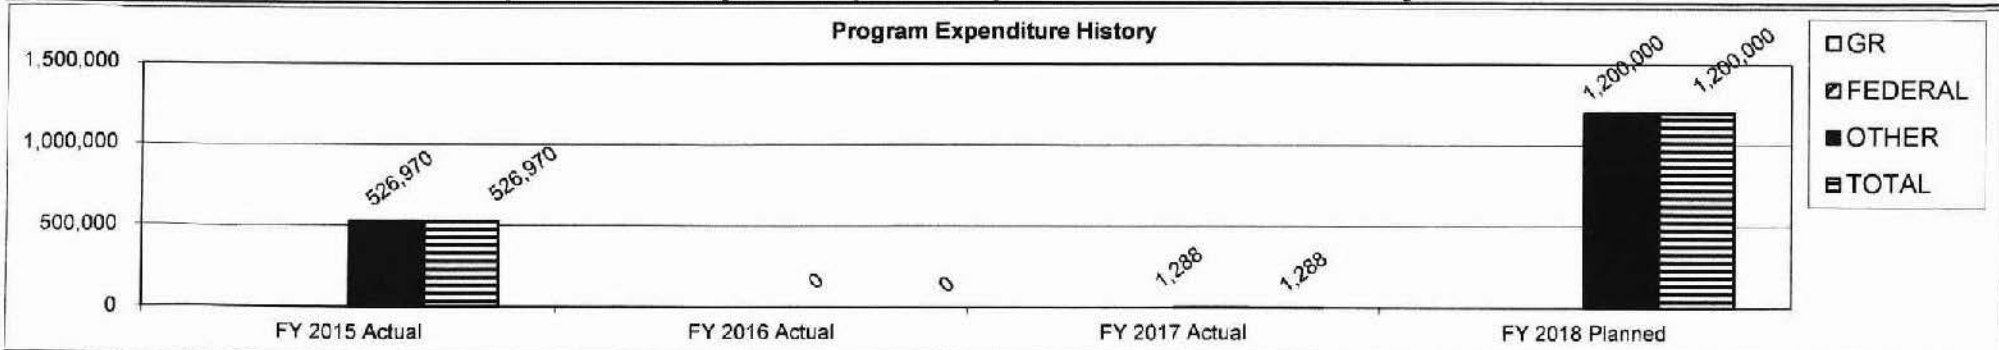 Program Expenditure History
GR
FEDERAL
OTHER
TOTAL
1,500,000
1,000,000
500,000
0
526,970
526,970
0
0
1,288
1,288
1,200,000
1,200,000
FY 2015 Actual
FY 2016 Actual
FY 2017 Actual
FY 2018 Planned